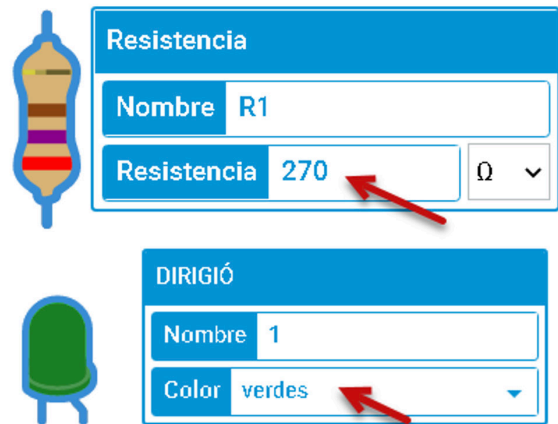 Resistencia
Nombre R1
Resistencia 270 Ω
DIRIGIÓ
Nombre 1
Color verdes